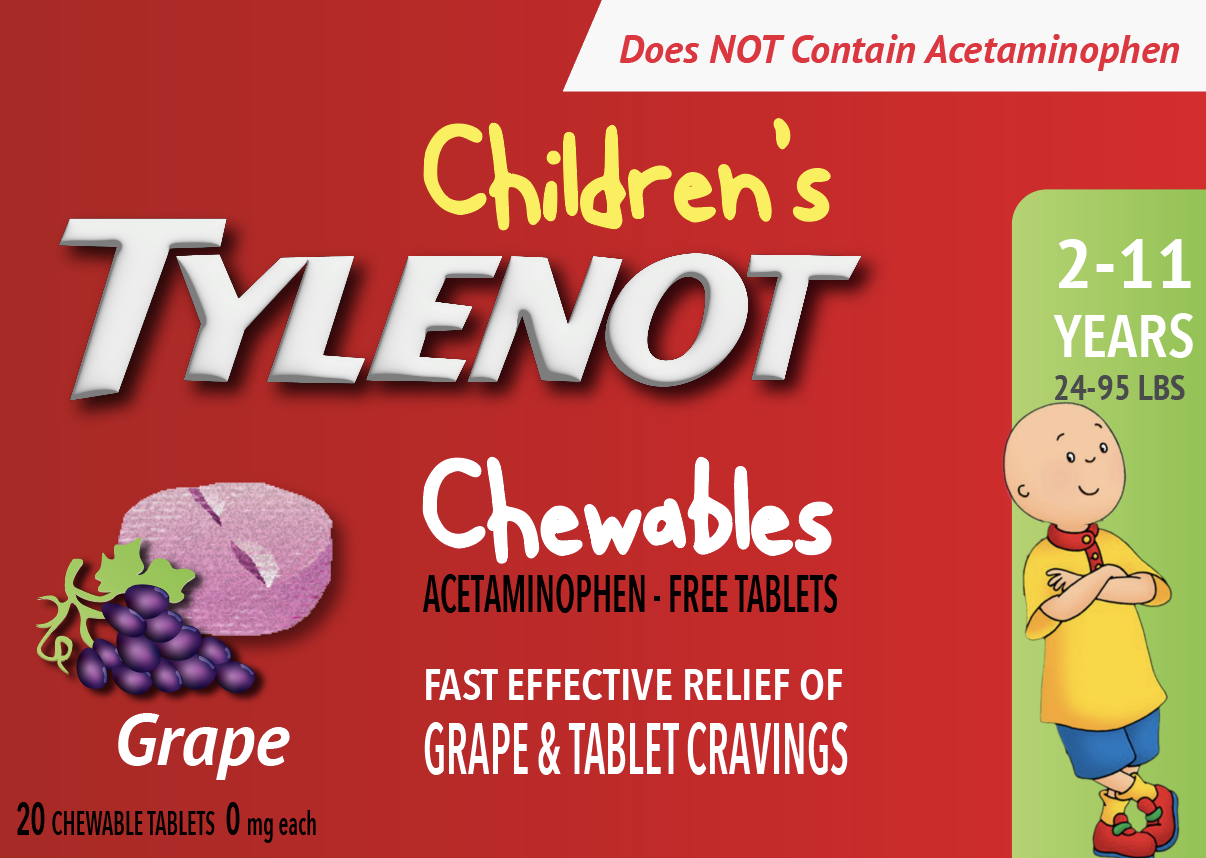 Does NOT Contain Acetaminophen
Children's
TYLENOT
2-11
YEARS
24-95 LBS
Chewables
ACETAMINOPHEN - FREE TABLETS
FAST EFFECTIVE RELIEF OF
GRAPE & TABLET CRAVINGS
Grape
20 CHEWABLE TABLETS 0 mg each